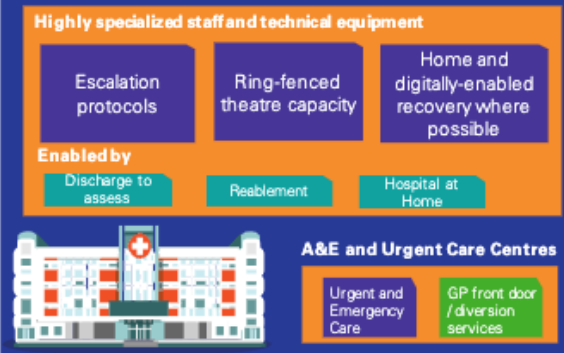 Highly specialized staff and technical equipment
Escalation
protocols
Ring-fenced
theatre capacity
Home and
digitally-enabled
recovery where
possible
Enabled by
Discharge to
assess
Reablement
Hospital at
Home
A&E and Urgent Care Centres
Urgent and
Emergency
Care
GP front door
/diversion
services